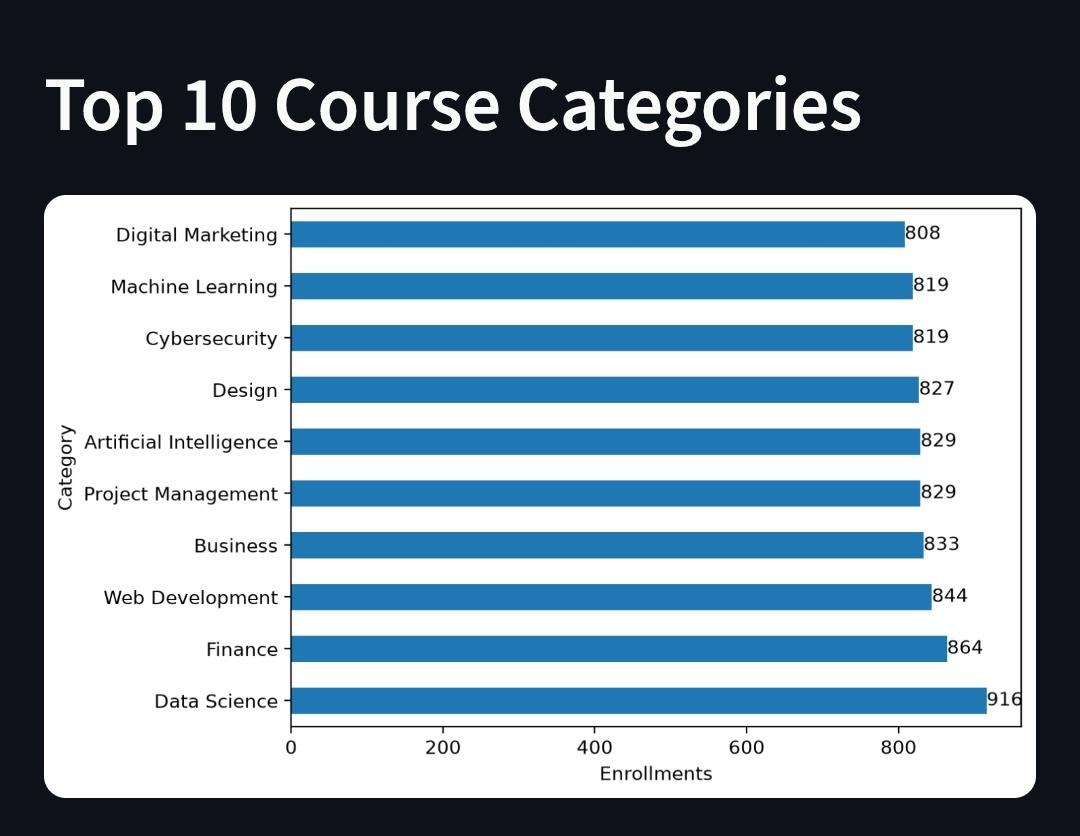 Top 10 Course Categories
Digital Marketing 808
Machine Learning 819
Cybersecurity 819
Design 827
Artificial Intelligence 829
Project Management 829
Business 833
Web Development 844
Finance 864
Data Science 916
Category
0 200 400 600 800
Enrollments